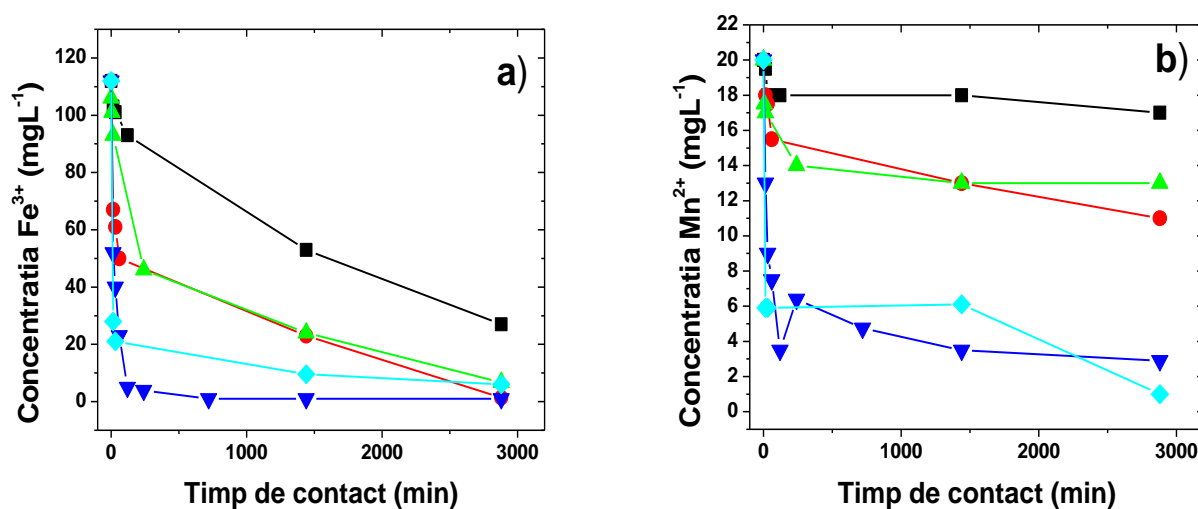 a)
Concentratia Fe³⁺ (mgL⁻¹)
120
100
80
60
40
20
0
0 1000 2000 3000
Timp de contact (min)
b)
Concentratia Mn²⁺ (mgL⁻¹)
20
18
16
14
12
10
8
6
4
2
0
0 1000 2000 3000
Timp de contact (min)